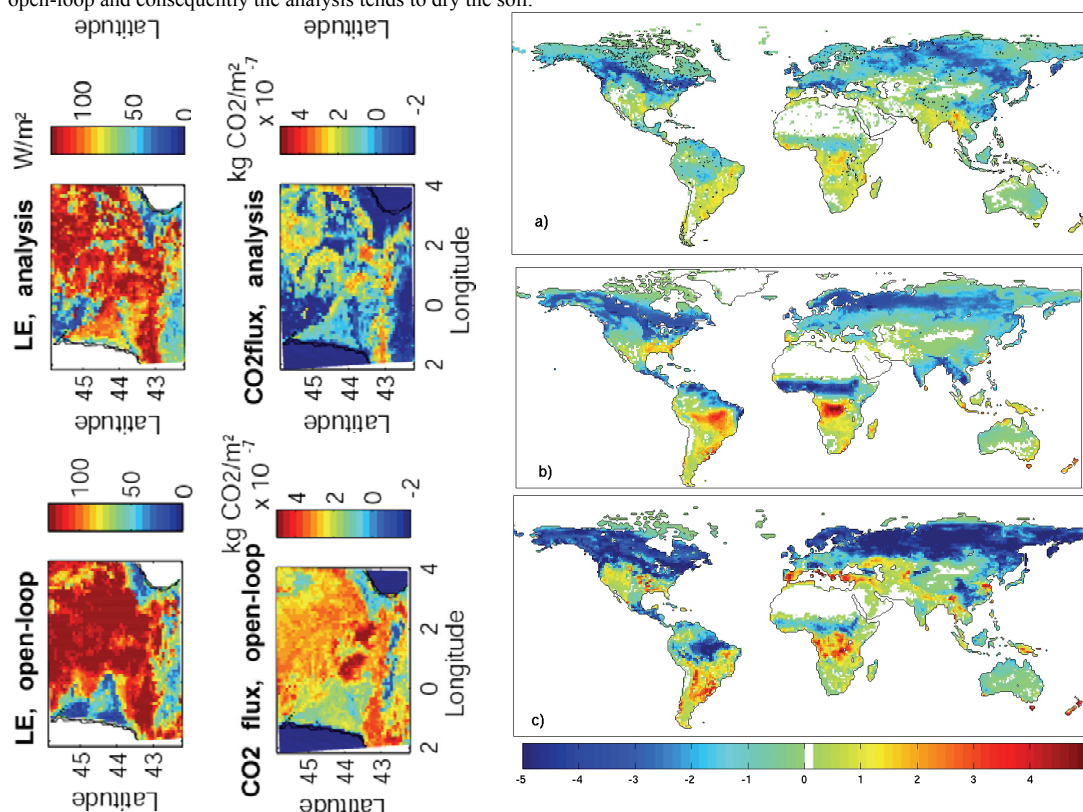 open-loop and consequently the analysis tends to dry the soil.
Latitude
Latitude
LE, analysis
W/m²
100
50
0
45
44
43
Latitude
CO2flux, analysis
kg CO2/m²
x 10⁻⁷
4
2
0
-2
45
44
43
Latitude
2
0
2
4
Longitude
LE, open-loop
100
50
0
45
44
43
Latitude
CO2 flux, open-loop
kg CO2/m²
x 10⁻⁷
4
2
0
-2
45
44
43
Latitude
2
0
2
4
Longitude
a)
b)
c)
-5 -4 -3 -2 -1 0 1 2 3 4